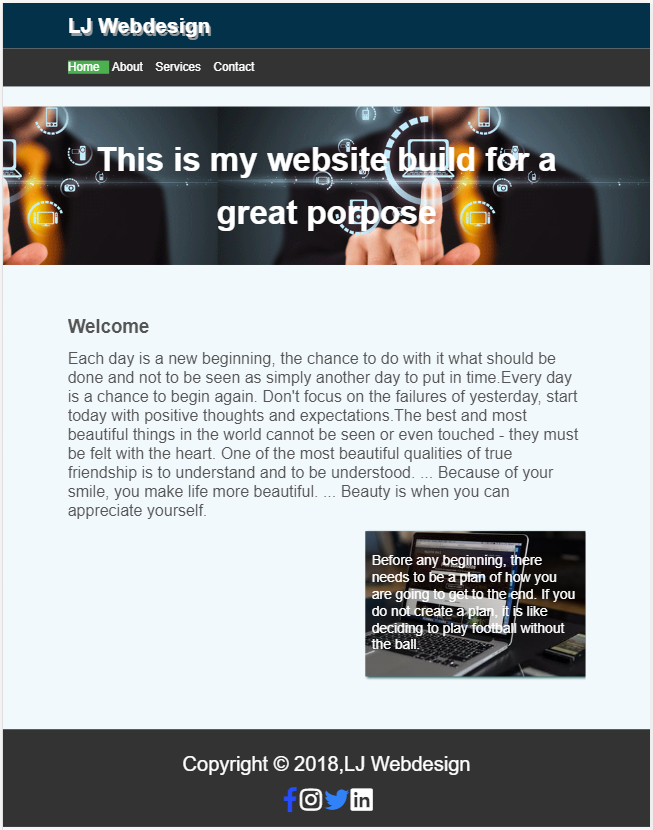 LJ Webdesign
Home About Services Contact
This is my website build for a
great porpose
Welcome
Each day is a new beginning, the chance to do with it what should be
done and not to be seen as simply another day to put in time.Every day
is a chance to begin again. Don't focus on the failures of yesterday, start
today with positive thoughts and expectations.The best and most
beautiful things in the world cannot be seen or even touched - they must
be felt with the heart. One of the most beautiful qualities of true
friendship is to understand and to be understood. ... Because of your
smile, you make life more beautiful. ... Beauty is when you can
appreciate yourself.
Before any beginning, there
needs to be a plan of how you
are going to get to the end. If you
do not create a plan, it is like
deciding to play football without
the ball.
Copyright © 2018,LJ Webdesign